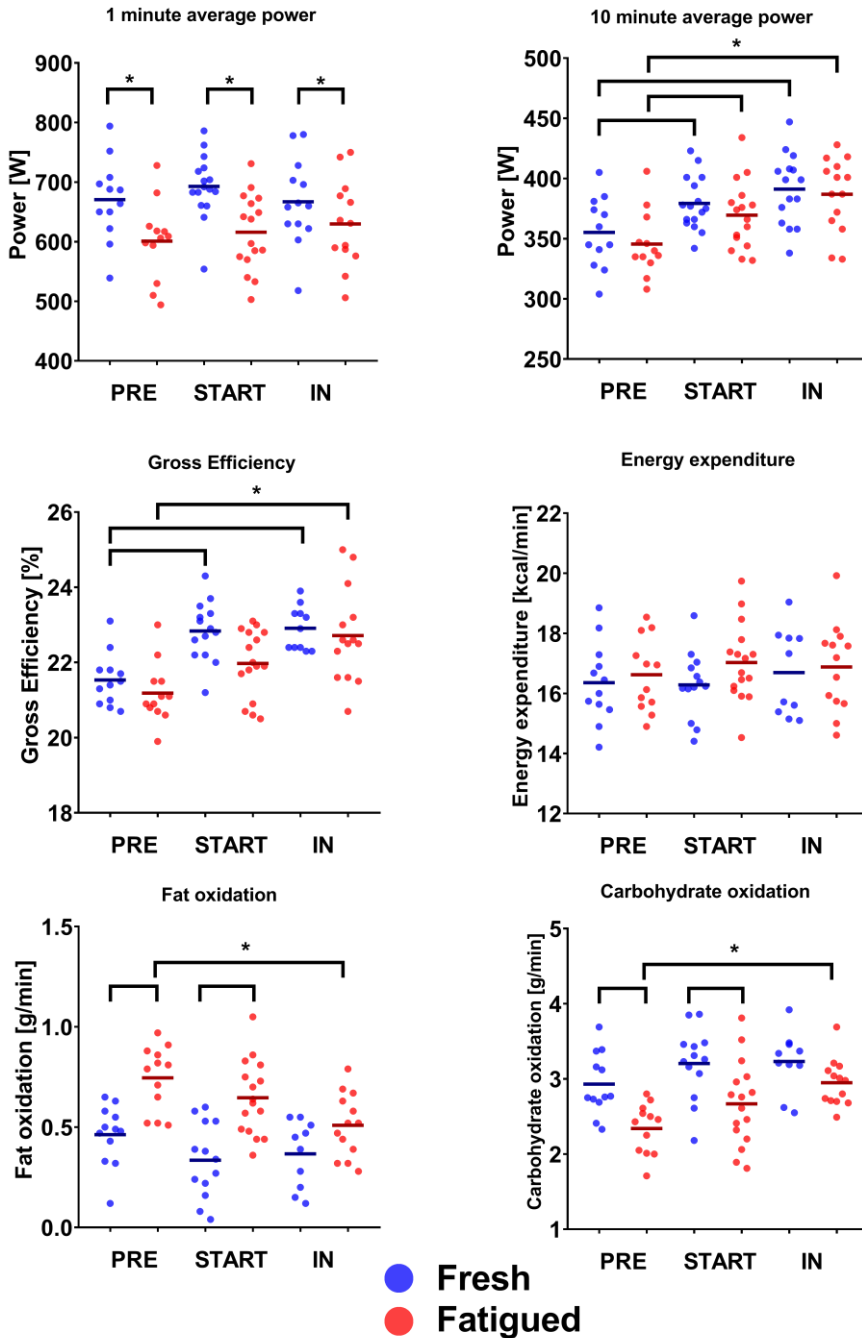 1 minute average power
10 minute average power
Power [W]
900
800
700
600
500
400
*
*
*
PRE
START
IN
Power [W]
500
450
400
350
300
250
*
PRE
START
IN
Gross Efficiency
Energy expenditure
Gross Efficiency [%]
26
24
22
20
18
*
PRE
START
IN
Energy expenditure [kcal/min]
22
20
18
16
14
12
PRE
START
IN
Fat oxidation
Carbohydrate oxidation
Fat oxidation [g/min]
1.5
1.0
0.5
0.0
*
PRE
START
IN
Carbohydrate oxidation [g/min]
5
4
3
2
1
*
PRE
START
IN
Fresh
Fatigued